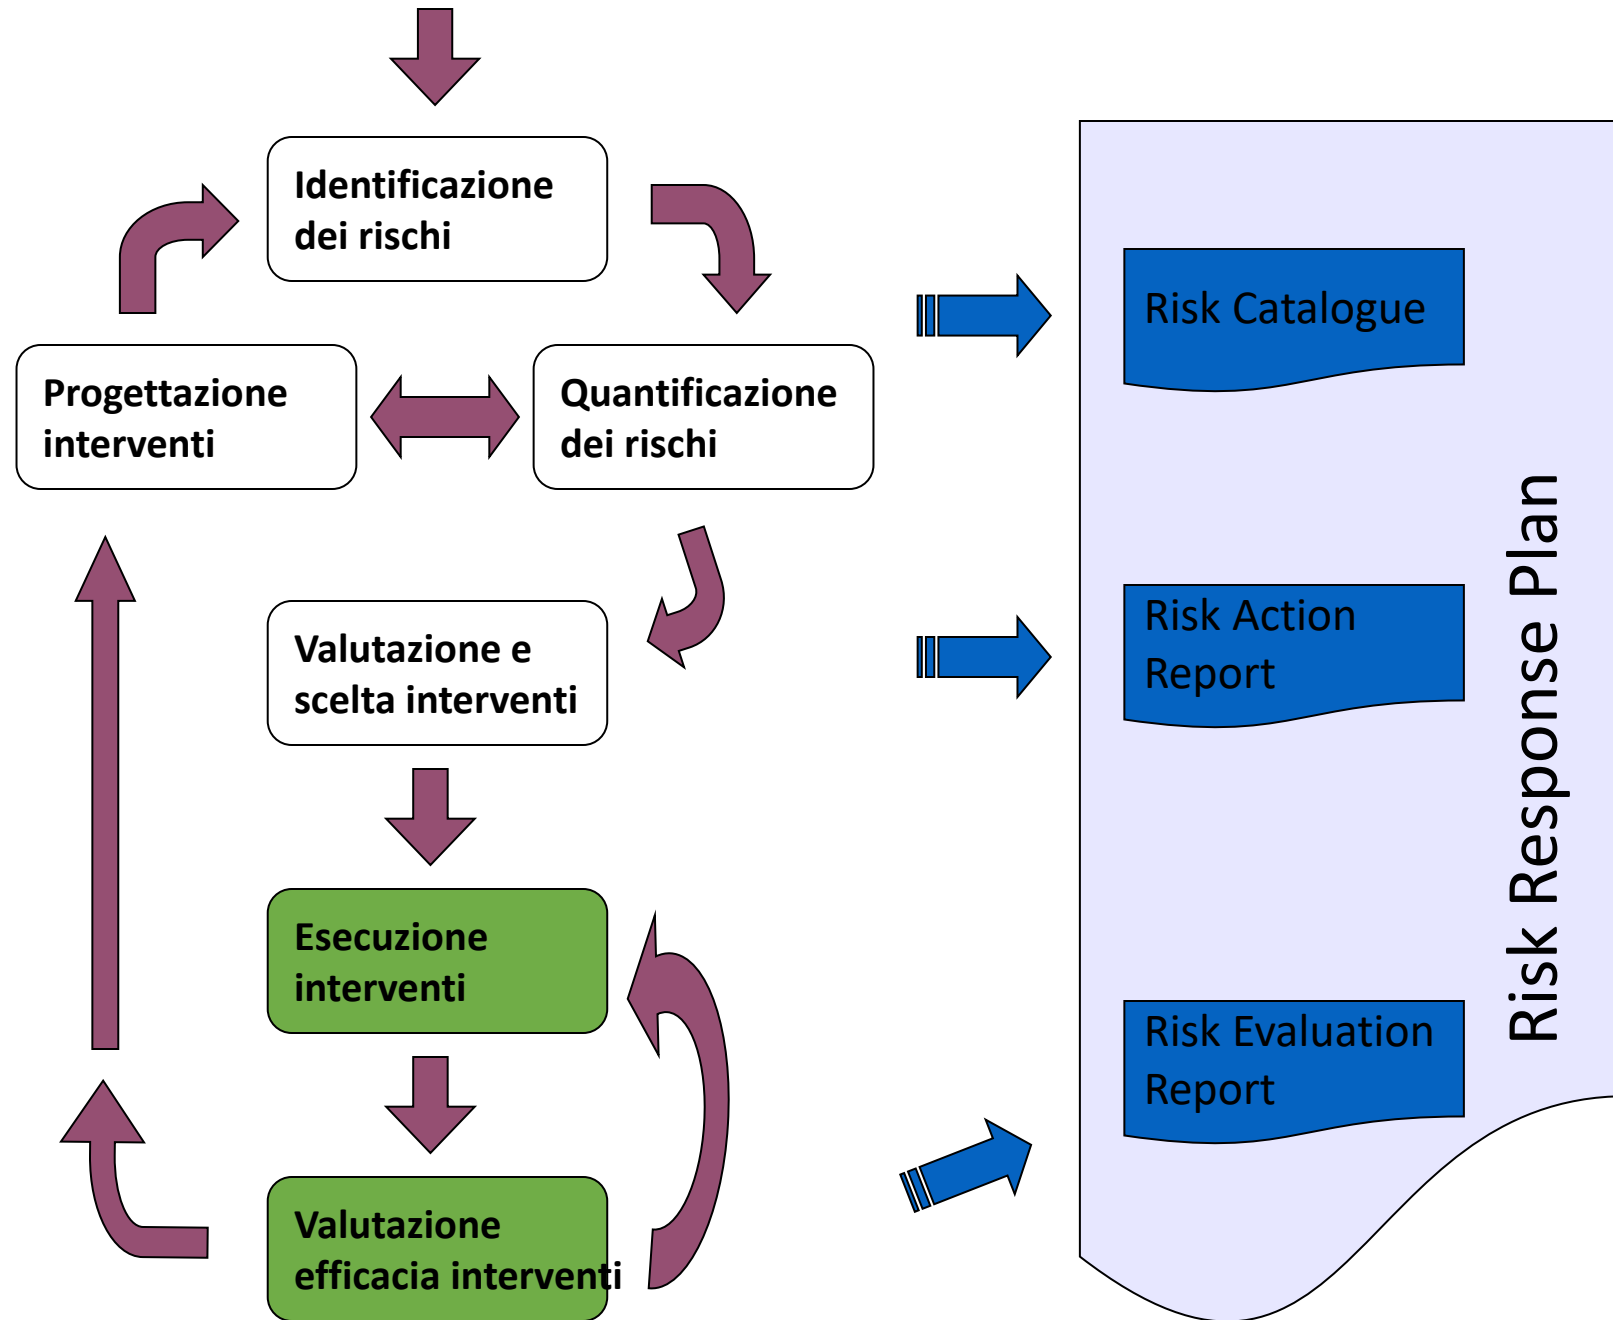 Identificazione
dei rischi
Progettazione
interventi
Quantificazione
dei rischi
Valutazione e
scelta interventi
Esecuzione
interventi
Valutazione
efficacia interventi
Risk Catalogue
Risk Action
Report
Risk Evaluation
Report
Risk Response Plan